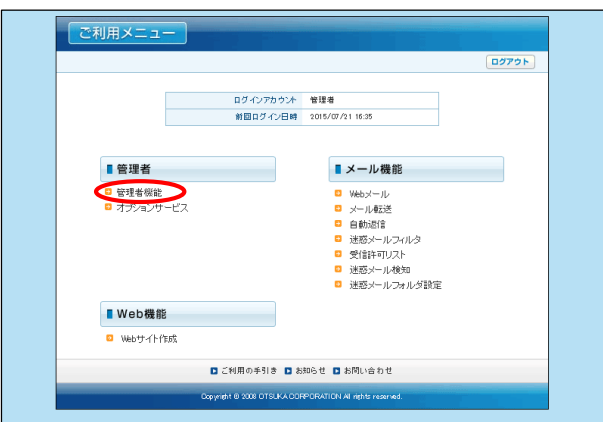 ご利用メニュー
ログアウト
ログインアカウント 管理者
前回ログイン日時 2015/07/21 16:35
管理者
管理者機能
オプションサービス
メール機能
Webメール
メール転送
自動返信
迷惑メールフィルタ
受信許可リスト
迷惑メール検知
迷惑メールフォルダ設定
Web機能
Webサイト作成
ご利用の手引き お知らせ お問い合わせ
Copyright © 2008 OTSUKA CORPORATION All rights reserved.